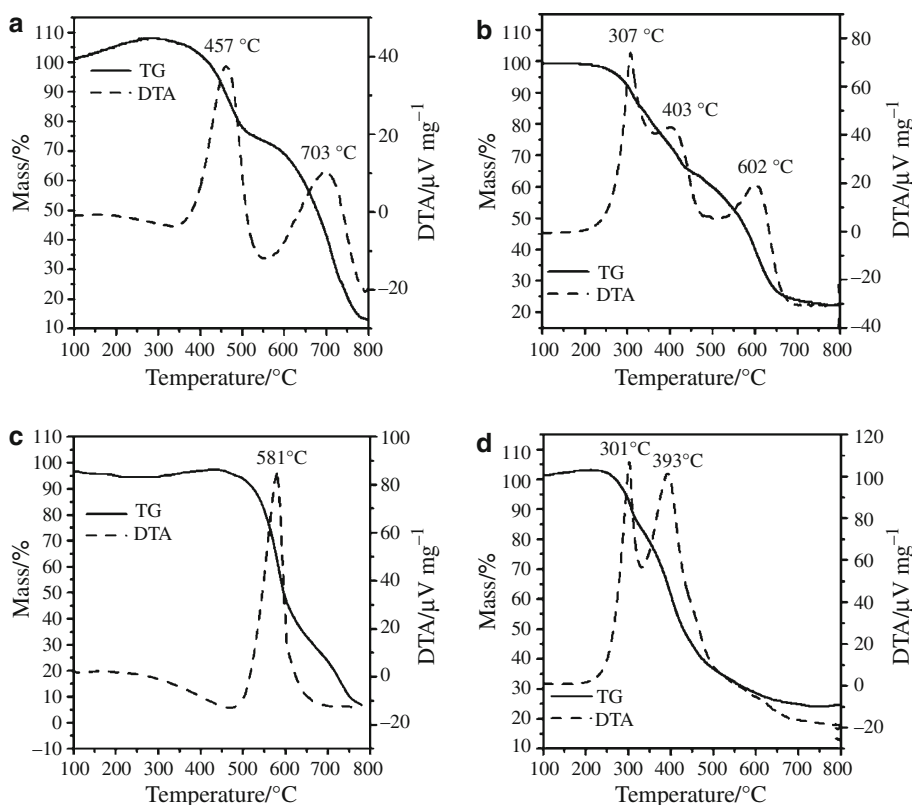 a
457 °C
703 °C
TG
DTA
Mass/%
110
100
90
80
70
60
50
40
30
20
10
40
20
0
−20
DTA/μV mg−1
100 200 300 400 500 600 700 800
Temperature/°C
b
307 °C
403 °C
602 °C
TG
DTA
Mass/%
110
100
90
80
70
60
50
40
30
20
80
60
40
20
0
−20
−40
DTA/μV mg−1
100 200 300 400 500 600 700 800
Temperature/°C
c
581°C
TG
DTA
Mass/%
110
100
90
80
70
60
50
40
30
20
10
0
−10
100
80
60
40
20
0
−20
DTA/μV mg−1
100 200 300 400 500 600 700 800
Temperature/°C
d
301°C
393°C
TG
DTA
Mass/%
110
100
90
80
70
60
50
40
30
20
10
120
100
80
60
40
20
0
−20
DTA/μV mg−1
100 200 300 400 500 600 700 800
Temperature/°C